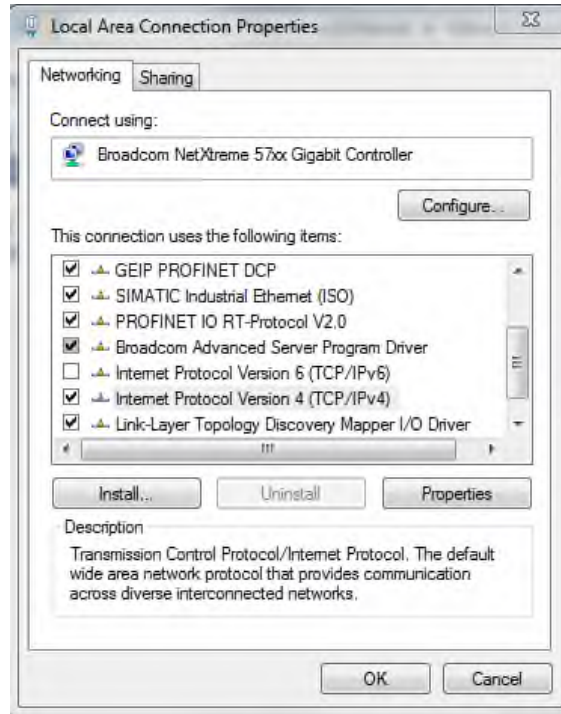 Local Area Connection Properties
Networking
Sharing
Connect using:
Broadcom NetXtreme 57xx Gigabit Controller
Configure...
This connection uses the following items:
GEIP PROFINET DCP
SIMATIC Industrial Ethernet (ISO)
PROFINET IO RT-Protocol V2.0
Broadcom Advanced Server Program Driver
Internet Protocol Version 6 (TCP/IPv6)
Internet Protocol Version 4 (TCP/IPv4)
Link-Layer Topology Discovery Mapper I/O Driver
Install...
Uninstall
Properties
Description
Transmission Control Protocol/Internet Protocol. The default
wide area network protocol that provides communication
across diverse interconnected networks.
OK
Cancel